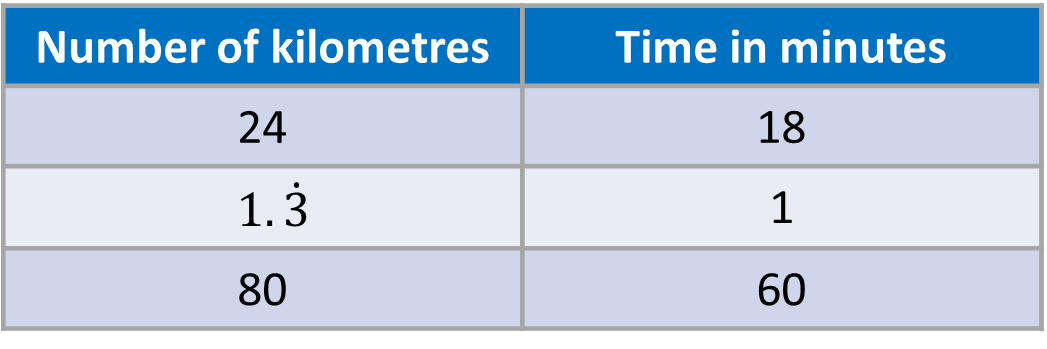 Number of kilometres Time in minutes
24 18
1.3̇ 1
80 60